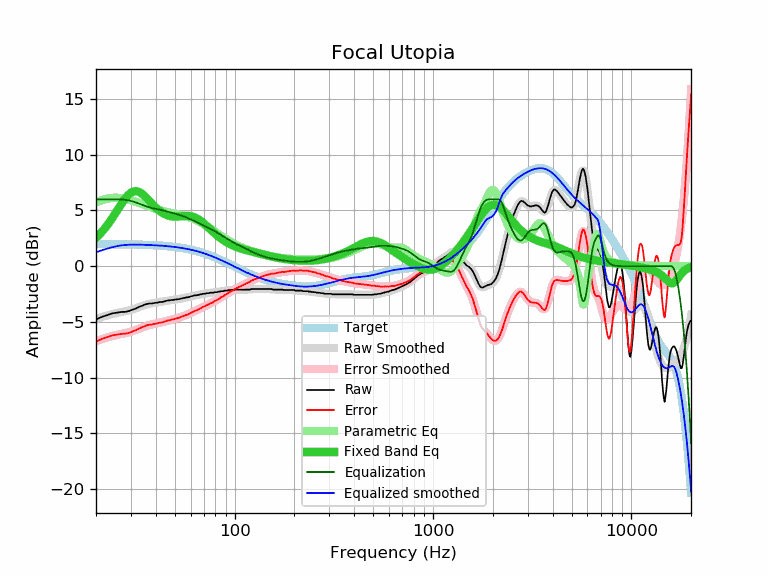 Focal Utopia
Amplitude (dBr)
15
10
5
0
−5
−10
−15
−20
Target
Raw Smoothed
Error Smoothed
Raw
Error
Parametric Eq
Fixed Band Eq
Equalization
Equalized smoothed
100
1000
10000
Frequency (Hz)